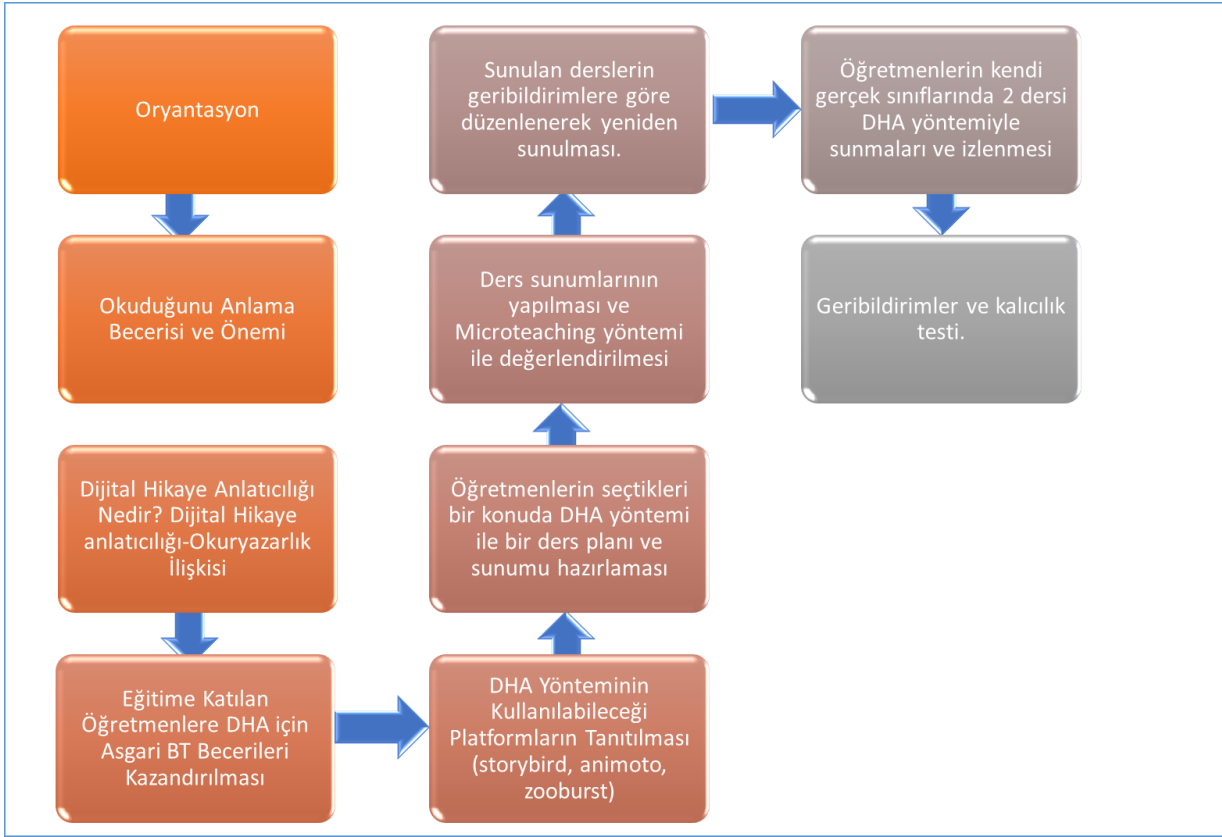 Oryantasyon
Okuduğunu Anlama
Becerisi ve Önemi
Dijital Hikaye Anlatıcılığı
Nedir? Dijital Hikaye
anlatıcılığı-Okuryazarlık
İlişkisi
Eğitime Katılan
Öğretmenlere DHA için
Asgari BT Becerileri
Kazandırılması
DHA Yönteminin
Kullanılabileceği
Platformların Tanıtılması
(storybird, animoto,
zooburst)
Öğretmenlerin seçtikleri
bir konuda DHA yöntemi
ile bir ders planı ve
sunumu hazırlaması
Ders sunumlarının
yapılması ve
Microteaching yöntemi
ile değerlendirilmesi
Sunulan derslerin
geribildirimlere göre
düzenlenerek yeniden
sunulması.
Öğretmenlerin kendi
gerçek sınıflarında 2 dersi
DHA yöntemiyle
sunmaları ve izlenmesi
Geribildirimler ve kalıcılık
testi.